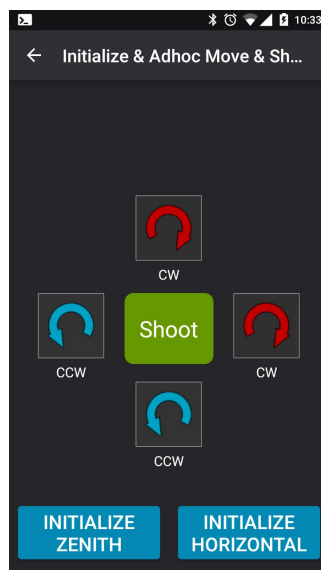 10:33
Initialize & Adhoc Move & Sh...
CW
Shoot
CCW
CW
CCW
INITIALIZE
ZENITH
INITIALIZE
HORIZONTAL